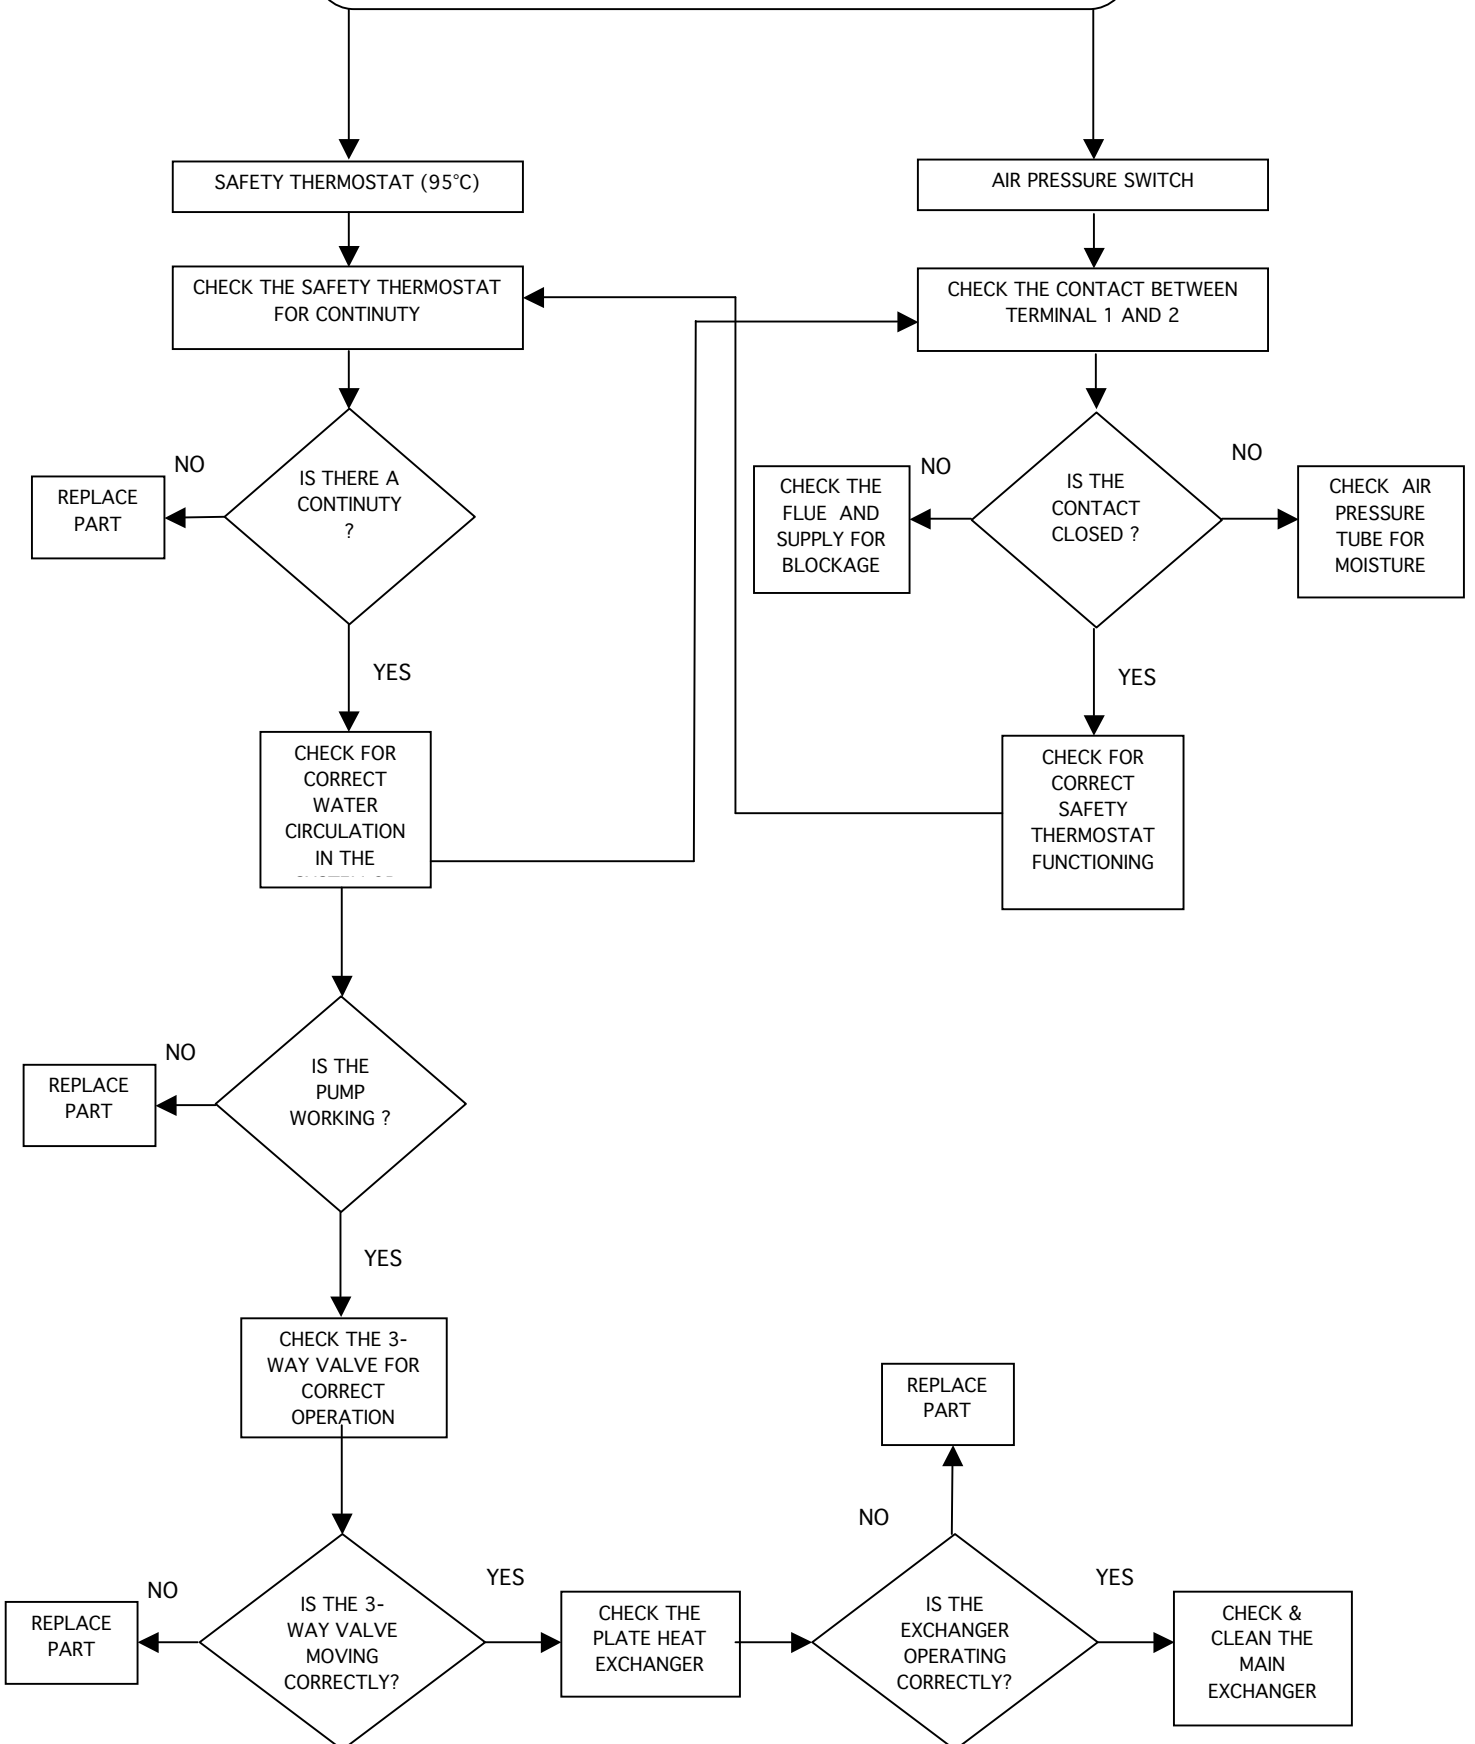 SAFETY THERMOSTAT (95°C)
AIR PRESSURE SWITCH
CHECK THE SAFETY THERMOSTAT
FOR CONTINUTY
CHECK THE CONTACT BETWEEN
TERMINAL 1 AND 2
NO
REPLACE
PART
IS THERE A
CONTINUTY
?
NO
CHECK THE
FLUE AND
SUPPLY FOR
BLOCKAGE
IS THE
CONTACT
CLOSED ?
NO
CHECK AIR
PRESSURE
TUBE FOR
MOISTURE
YES
YES
CHECK FOR
CORRECT
WATER
CIRCULATION
IN THE
CHECK FOR
CORRECT
SAFETY
THERMOSTAT
FUNCTIONING
NO
REPLACE
PART
IS THE
PUMP
WORKING ?
YES
CHECK THE 3-
WAY VALVE FOR
CORRECT
OPERATION
REPLACE
PART
NO
NO
REPLACE
PART
IS THE 3-
WAY VALVE
MOVING
CORRECTLY?
YES
CHECK THE
PLATE HEAT
EXCHANGER
IS THE
EXCHANGER
OPERATING
CORRECTLY?
YES
CHECK &
CLEAN THE
MAIN
EXCHANGER